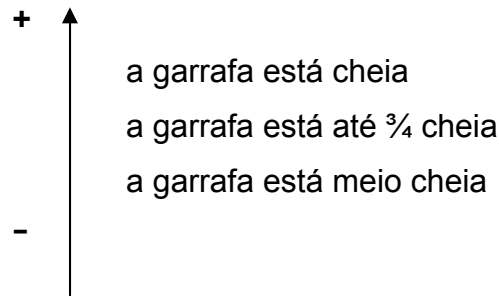 +
a garrafa está cheia
a garrafa está até ¾ cheia
a garrafa está meio cheia
-